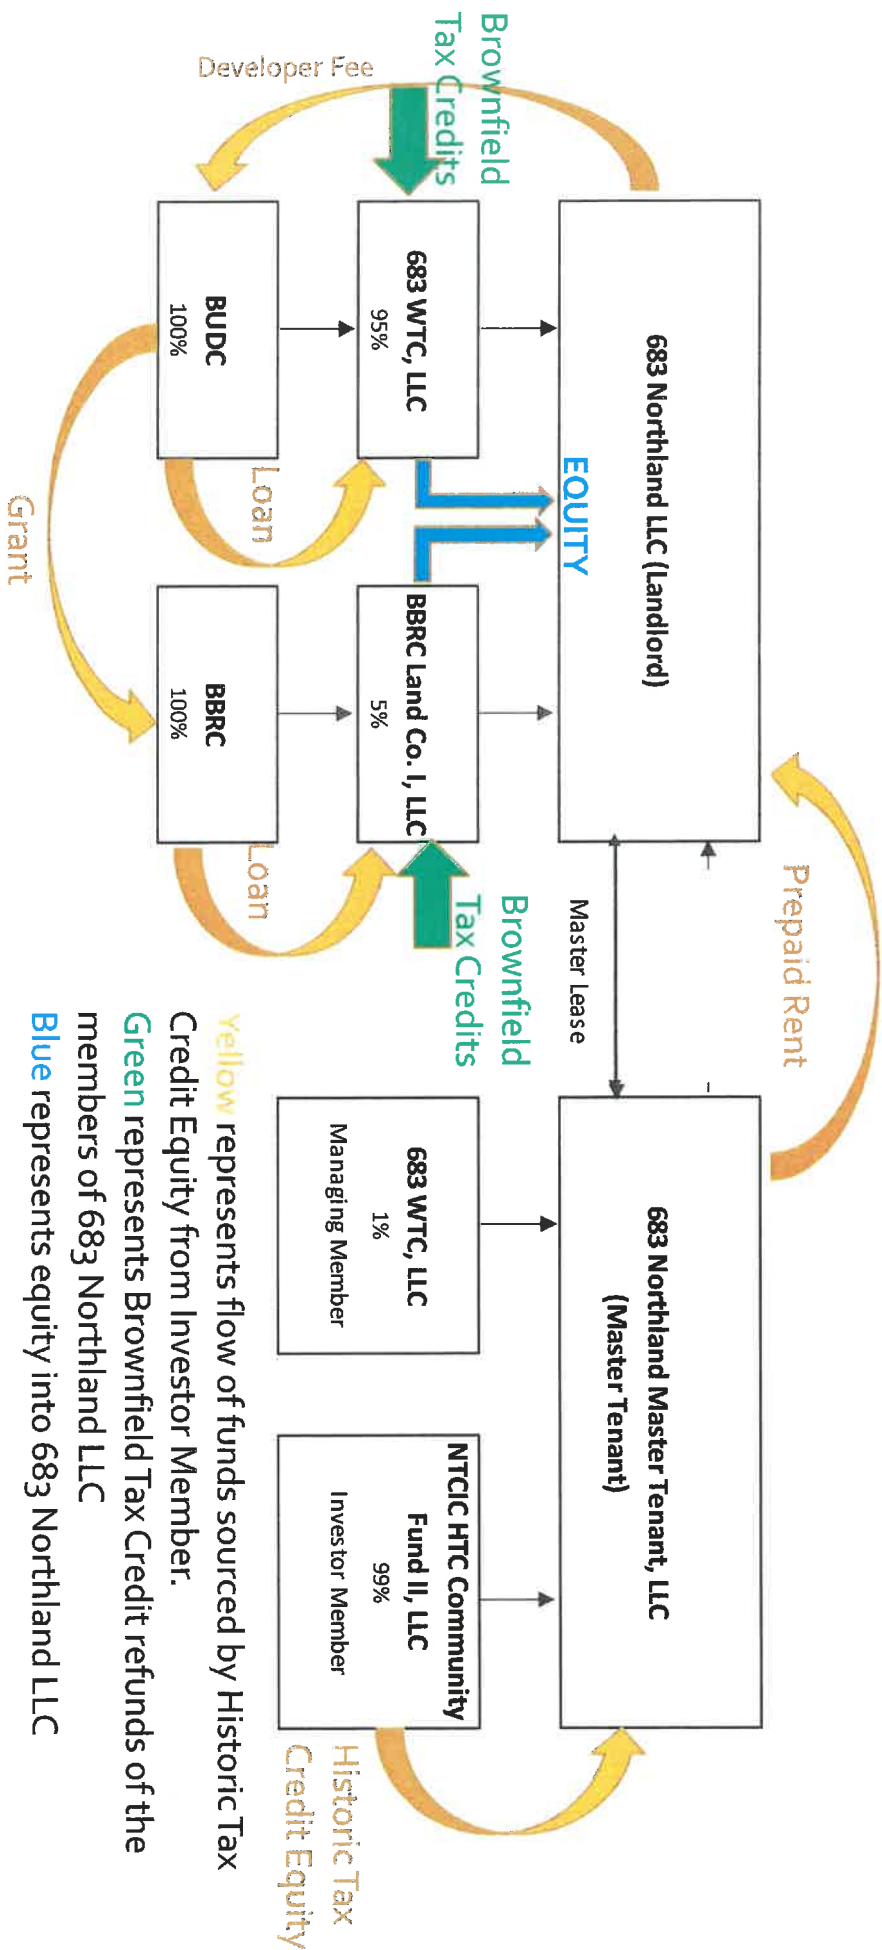 Prepaid Rent
683 Northland LLC (Landlord)
683 Northland Master Tenant, LLC
(Master Tenant)
Master Lease
EQUITY
Brownfield
Tax Credits
Developer Fee
683 WTC, LLC
95%
BBRC Land Co. I, LLC
5%
Brownfield
Tax Credits
683 WTC, LLC
1%
Managing Member
NTCIC HTC Community
Fund II, LLC
99%
Investor Member
Historic Tax
Credit Equity
BUDC
100%
Loan
BBRC
100%
Loan
Grant
Yellow represents flow of funds sourced by Historic Tax
Credit Equity from Investor Member.
Green represents Brownfield Tax Credit refunds of the
members of 683 Northland LLC
Blue represents equity into 683 Northland LLC